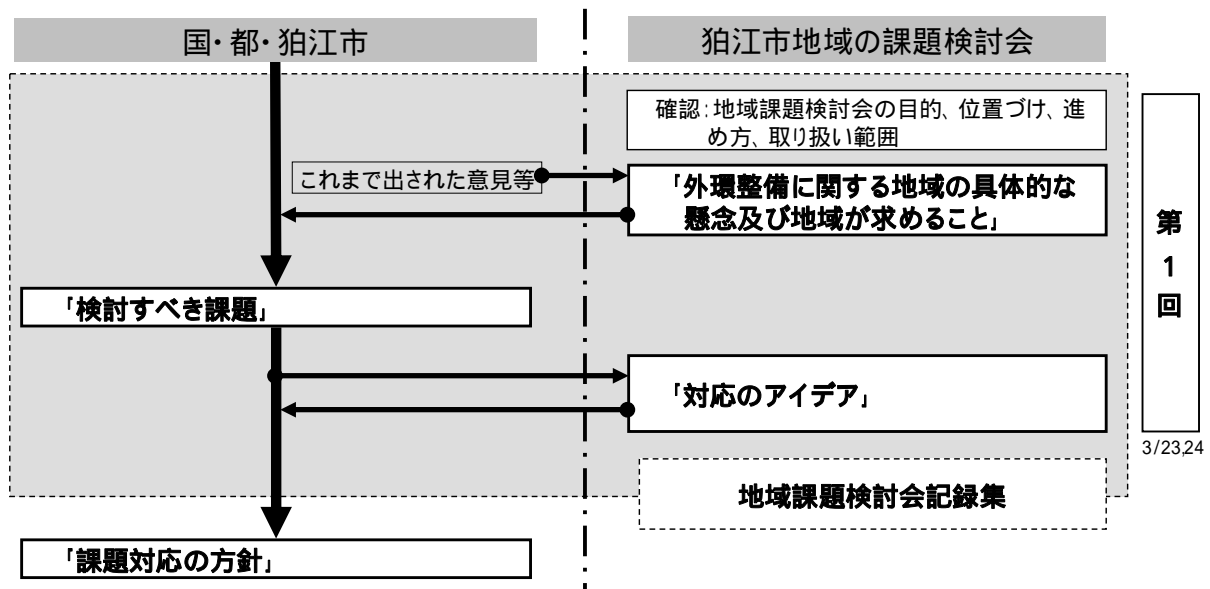 国・都・狛江市
狛江市地域の課題検討会
確認：地域課題検討会の目的、位置づけ、進
め方、取り扱い範囲
これまで出された意見等
「外環整備に関する地域の具体的な
懸念及び地域が求めること」
第
1
回
「検討すべき課題」
「対応のアイデア」
3/23,24
地域課題検討会記録集
「課題対応の方針」